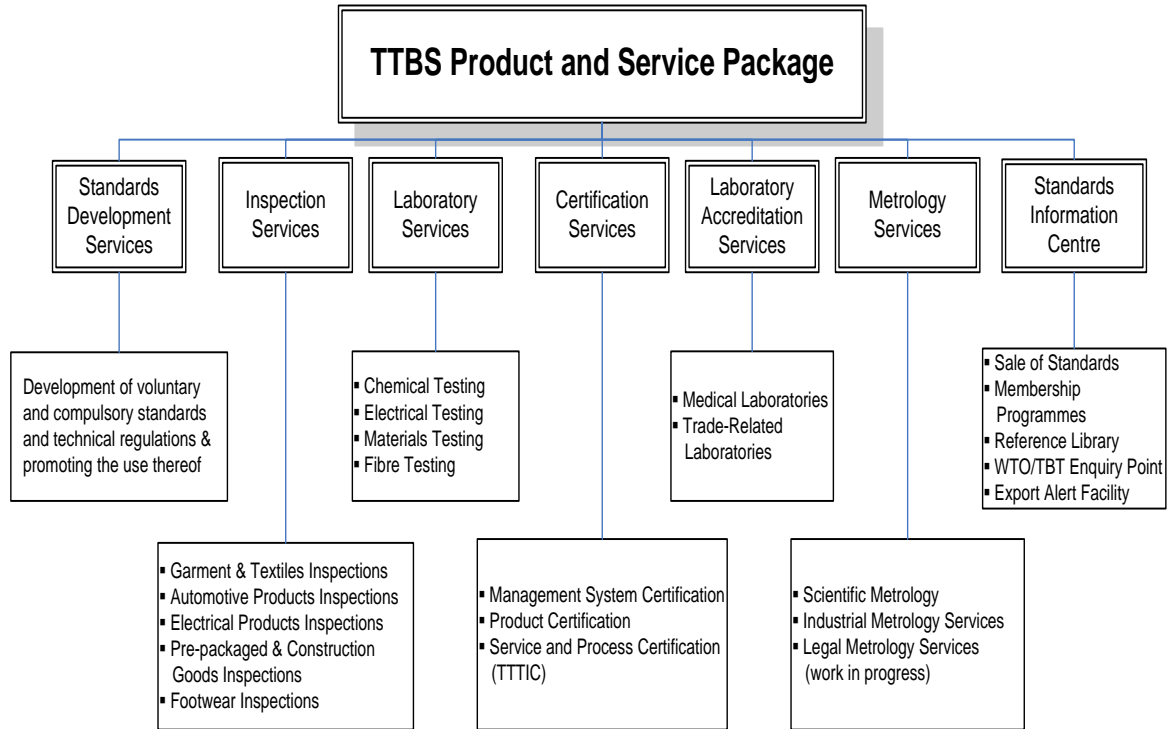 TTBS Product and Service Package
Standards
Development
Services
Inspection
Services
Laboratory
Services
Certification
Services
Laboratory
Accreditation
Services
Metrology
Services
Standards
Information
Centre
Development of voluntary
and compulsory standards
and technical regulations &
promoting the use thereof
▪ Chemical Testing
▪ Electrical Testing
▪ Materials Testing
▪ Fibre Testing
▪ Medical Laboratories
▪ Trade-Related
Laboratories
▪ Sale of Standards
▪ Membership
Programmes
▪ Reference Library
▪ WTO/TBT Enquiry Point
▪ Export Alert Facility
▪ Garment & Textiles Inspections
▪ Automotive Products Inspections
▪ Electrical Products Inspections
▪ Pre-packaged & Construction
Goods Inspections
▪ Footwear Inspections
▪ Management System Certification
▪ Product Certification
▪ Service and Process Certification
(TTTIC)
▪ Scientific Metrology
▪ Industrial Metrology Services
▪ Legal Metrology Services
(work in progress)